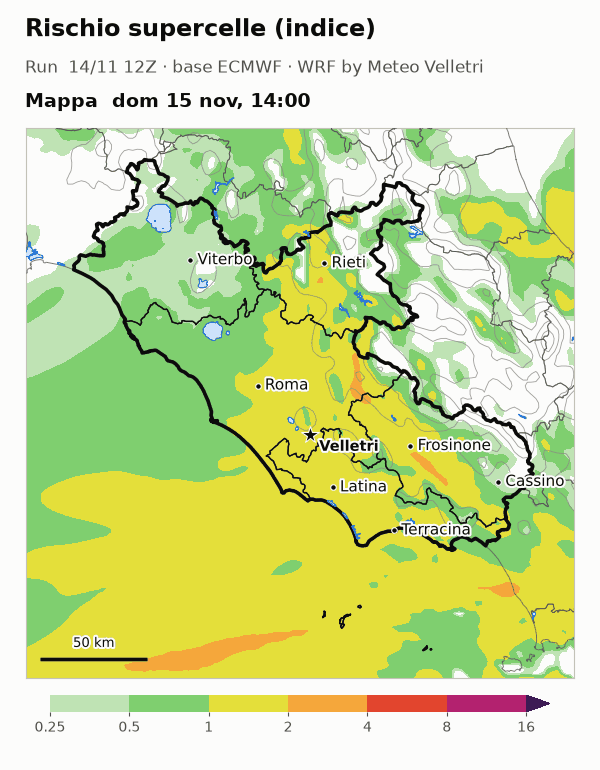 Rischio supercelle (indice)
Run 14/11 12Z · base ECMWF · WRF by Meteo Velletri
Mappa dom 15 nov, 14:00
Viterbo
Rieti
Roma
Velletri
Frosinone
Cassino
Latina
Terracina
50 km
0.25 0.5 1 2 4 8 16